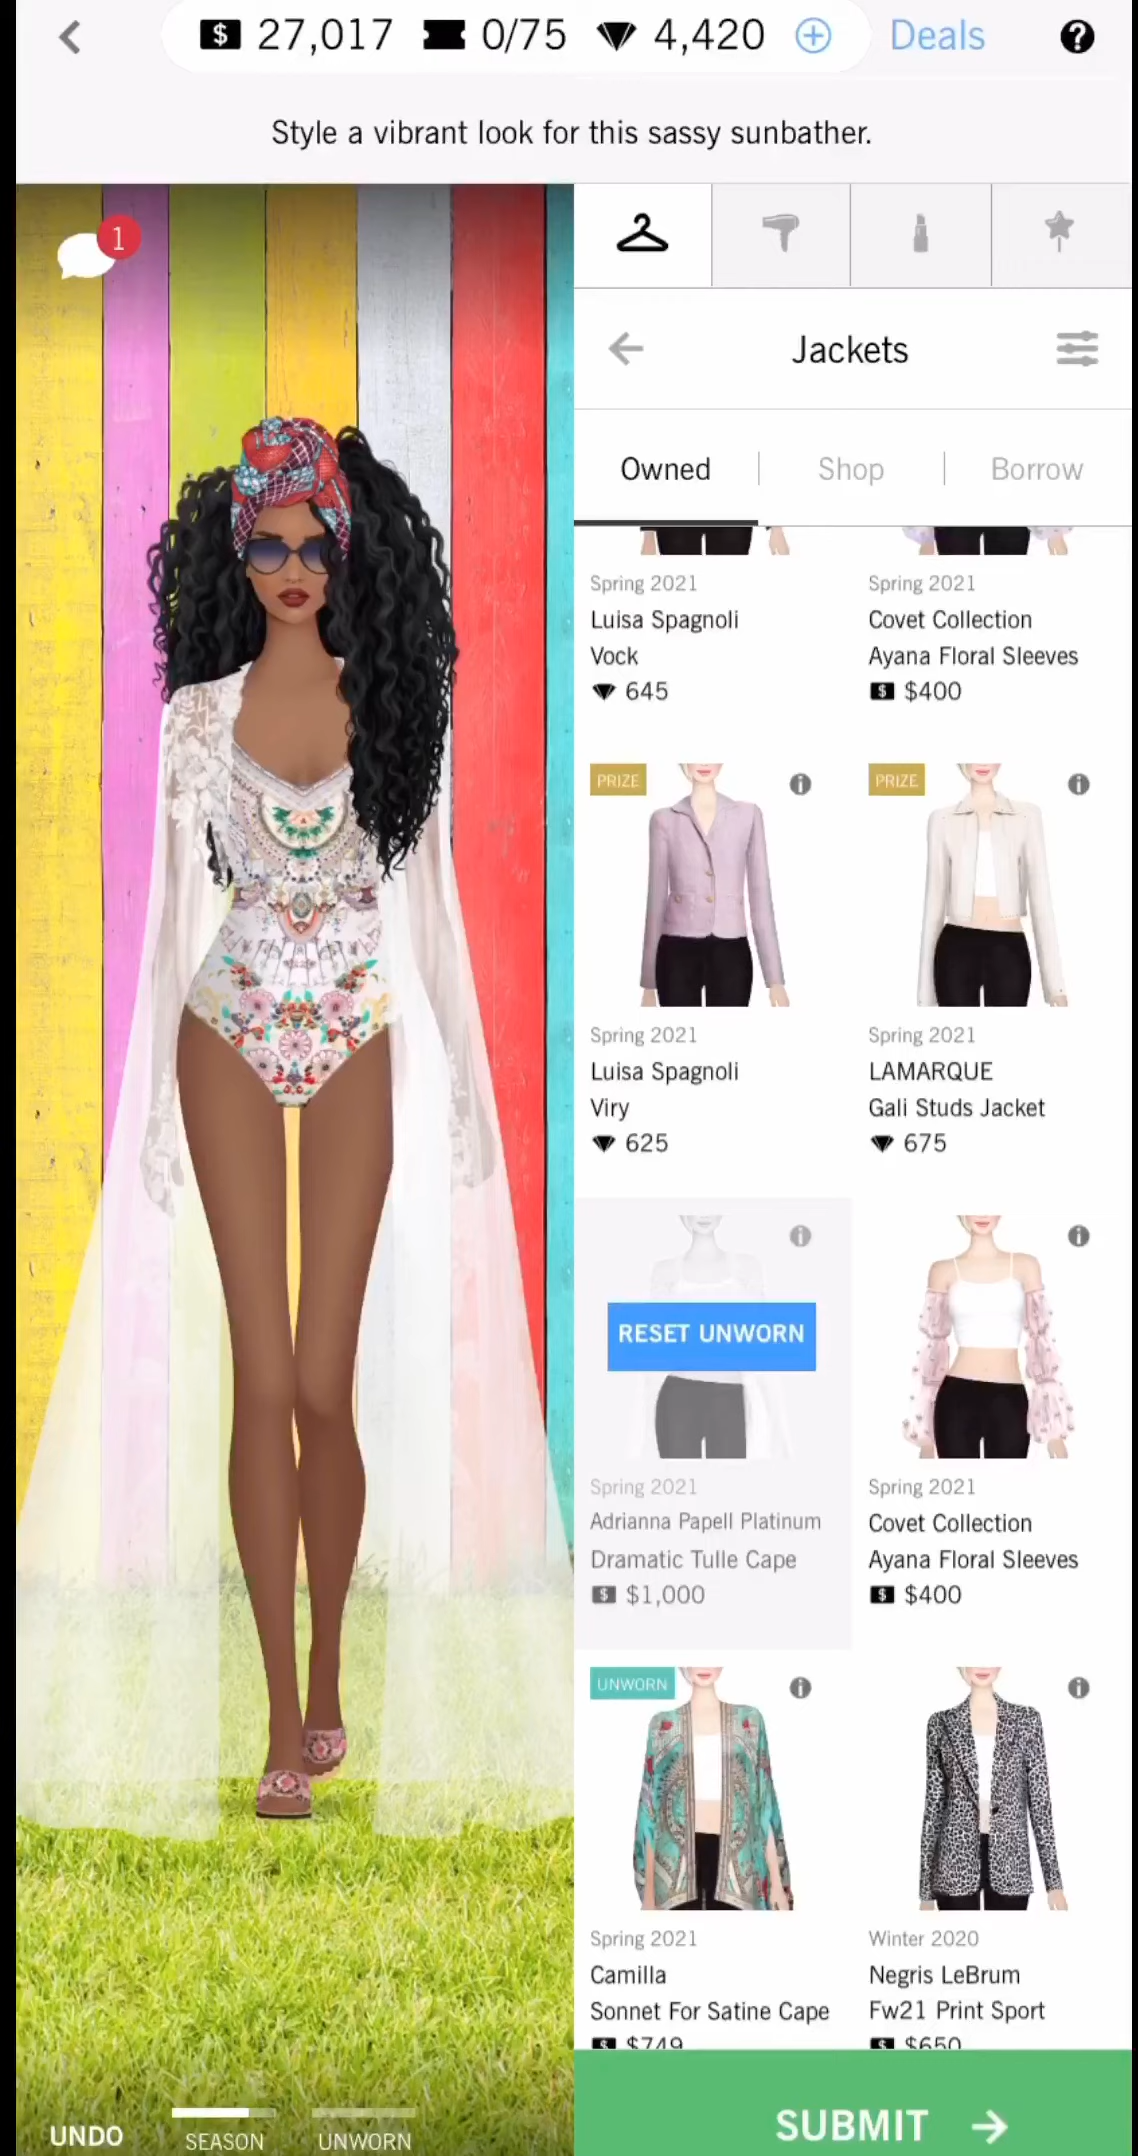 $ 27,017 0/75 4,420 + Deals ?
Style a vibrant look for this sassy sunbather.
1
Jackets
Owned Shop Borrow
Spring 2021
Luisa Spagnoli
Vock
645
Spring 2021
Covet Collection
Ayana Floral Sleeves
$ $400
PRIZE
Spring 2021
Luisa Spagnoli
Viry
625
PRIZE
Spring 2021
LAMARQUE
Gali Studs Jacket
675
RESET UNWORN
Spring 2021
Adrianna Papell Platinum
Dramatic Tulle Cape
$ $1,000
Spring 2021
Covet Collection
Ayana Floral Sleeves
$ $400
UNWORN
Spring 2021
Camilla
Sonnet For Satine Cape
$ $749
Winter 2020
Negris LeBrum
Fw21 Print Sport
$ $650
UNDO SEASON UNWORN
SUBMIT